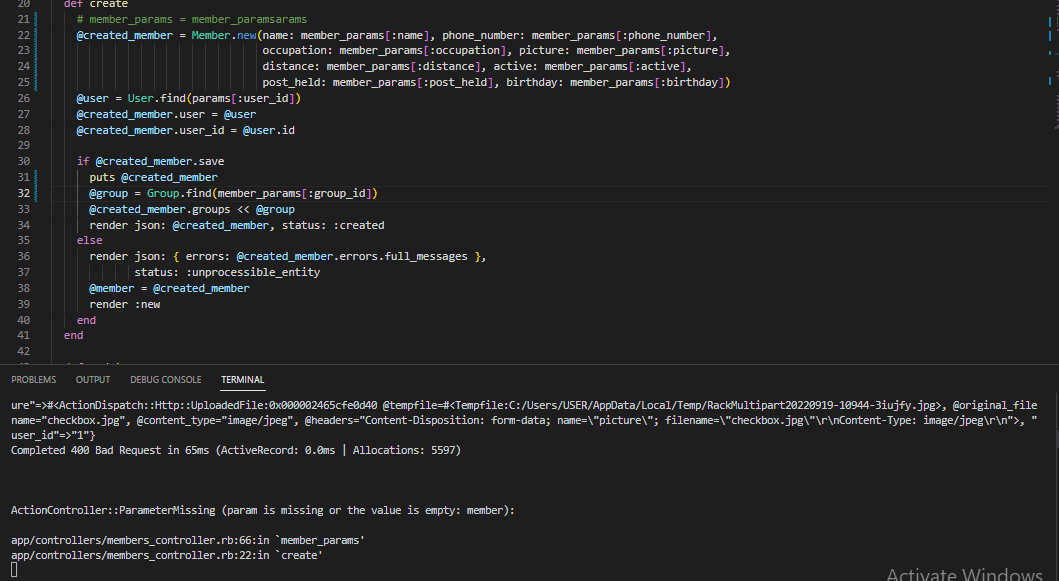 20 def create
21 # member_params = member_paramsarams
22 @created_member = Member.new(name: member_params[:name], phone_number: member_params[:phone_number],
23 occupation: member_params[:occupation], picture: member_params[:picture],
24 distance: member_params[:distance], active: member_params[:active],
25 post_held: member_params[:post_held], birthday: member_params[:birthday])
26 @user = User.find(params[:user_id])
27 @created_member.user = @user
28 @created_member.user_id = @user.id
29
30 if @created_member.save
31 puts @created_member
32 @group = Group.find(member_params[:group_id])
33 @created_member.groups << @group
34 render json: @created_member, status: :created
35 else
36 render json: { errors: @created_member.errors.full_messages },
37 status: :unprocessible_entity
38 @member = @created_member
39 render :new
40 end
41 end
42
PROBLEMS OUTPUT DEBUG CONSOLE TERMINAL
ure"=>#<ActionDispatch::Http::UploadedFile:0x000002465cfe0d40 @tempfile=#<Tempfile:C:/Users/USER/AppData/Local/Temp/RackMultipart20220919-10944-3iujfy.jpg>, @original_file
name="checkbox.jpg", @content_type="image/jpeg", @headers="Content-Disposition: form-data; name=\"picture\"; filename=\"checkbox.jpg\"\r\nContent-Type: image/jpeg\r\n">, "
user_id"=>"1"}
Completed 400 Bad Request in 65ms (ActiveRecord: 0.0ms | Allocations: 5597)
ActionController::ParameterMissing (param is missing or the value is empty: member):
app/controllers/members_controller.rb:66:in `member_params'
app/controllers/members_controller.rb:22:in `create'
Activate Windows